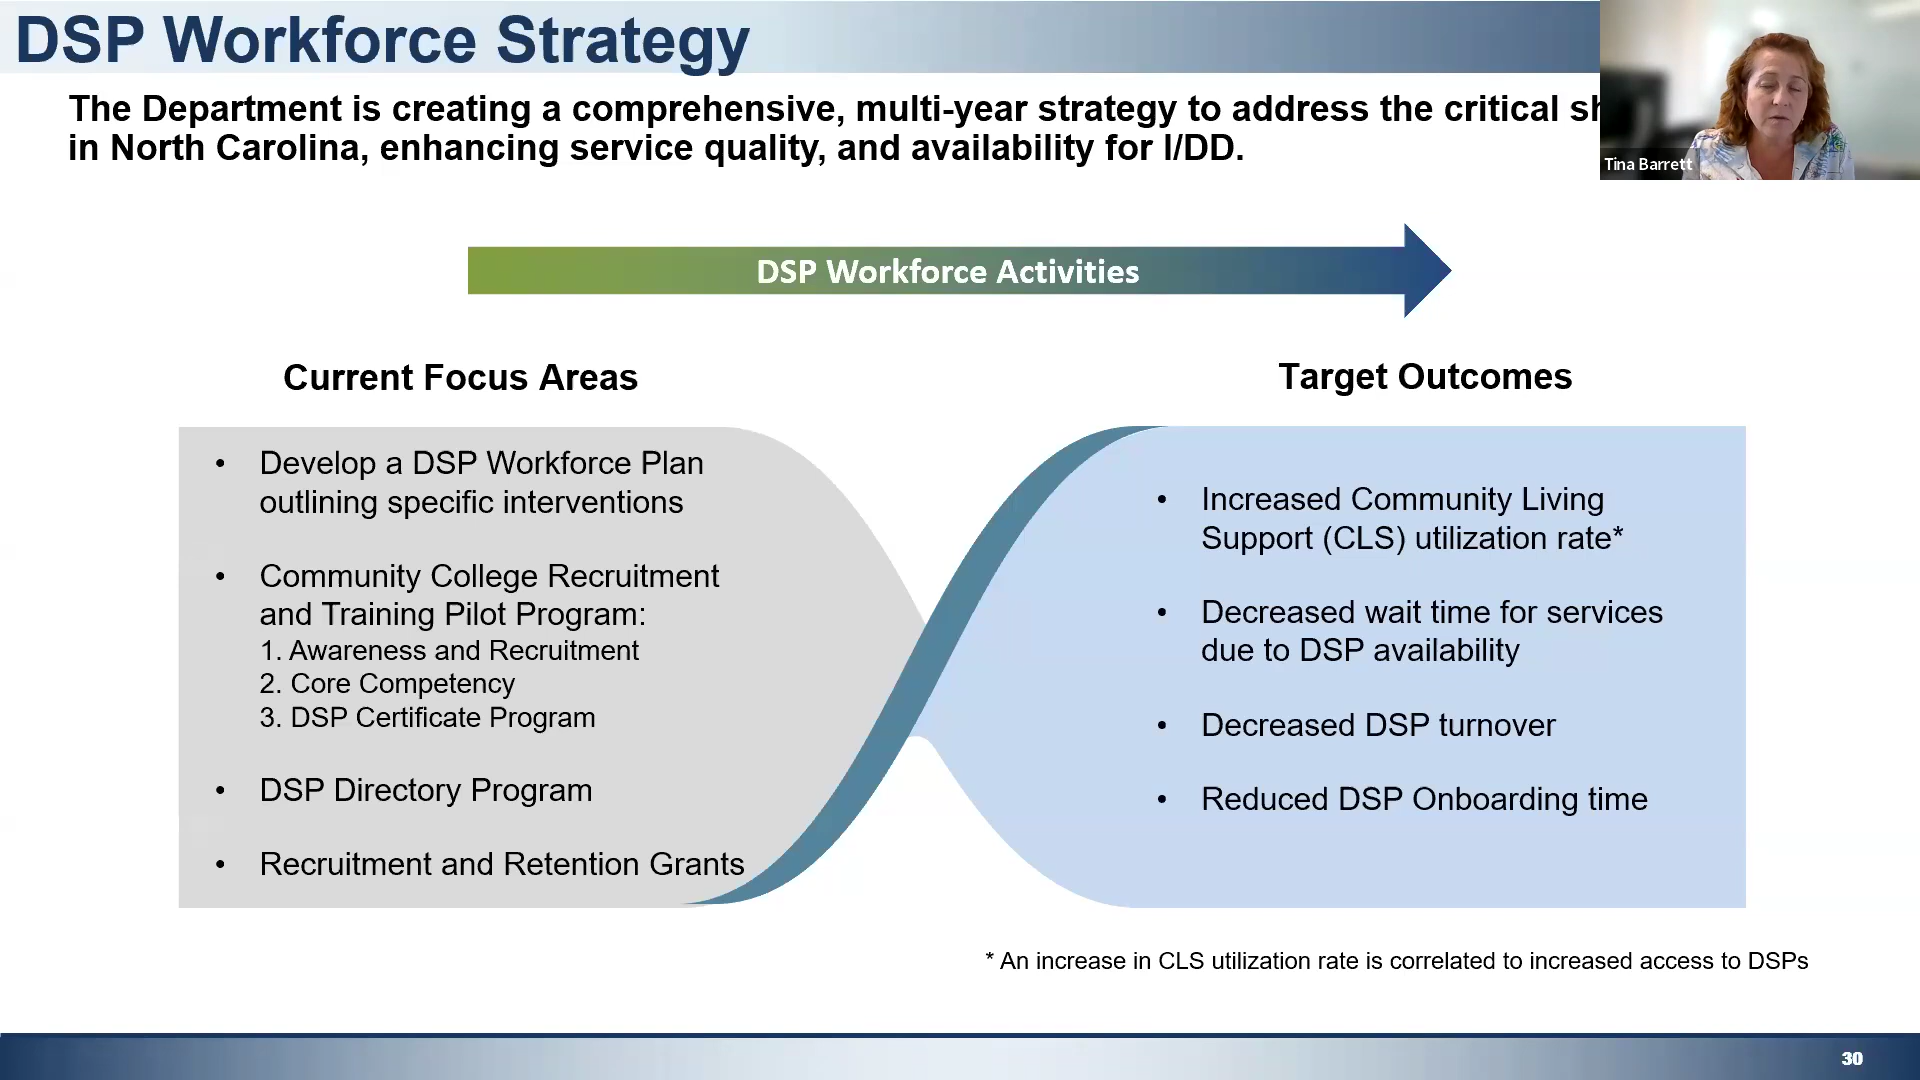 DSP Workforce Strategy
The Department is creating a comprehensive, multi-year strategy to address the critical
in North Carolina, enhancing service quality, and availability for I/DD.
Tina Barrett
DSP Workforce Activities
Current Focus Areas
• Develop a DSP Workforce Plan
outlining specific interventions
• Community College Recruitment
and Training Pilot Program:
1. Awareness and Recruitment
2. Core Competency
3. DSP Certificate Program
• DSP Directory Program
• Recruitment and Retention Grants
Target Outcomes
• Increased Community Living
Support (CLS) utilization rate*
• Decreased wait time for services
due to DSP availability
• Decreased DSP turnover
• Reduced DSP Onboarding time
* An increase in CLS utilization rate is correlated to increased access to DSPs
30